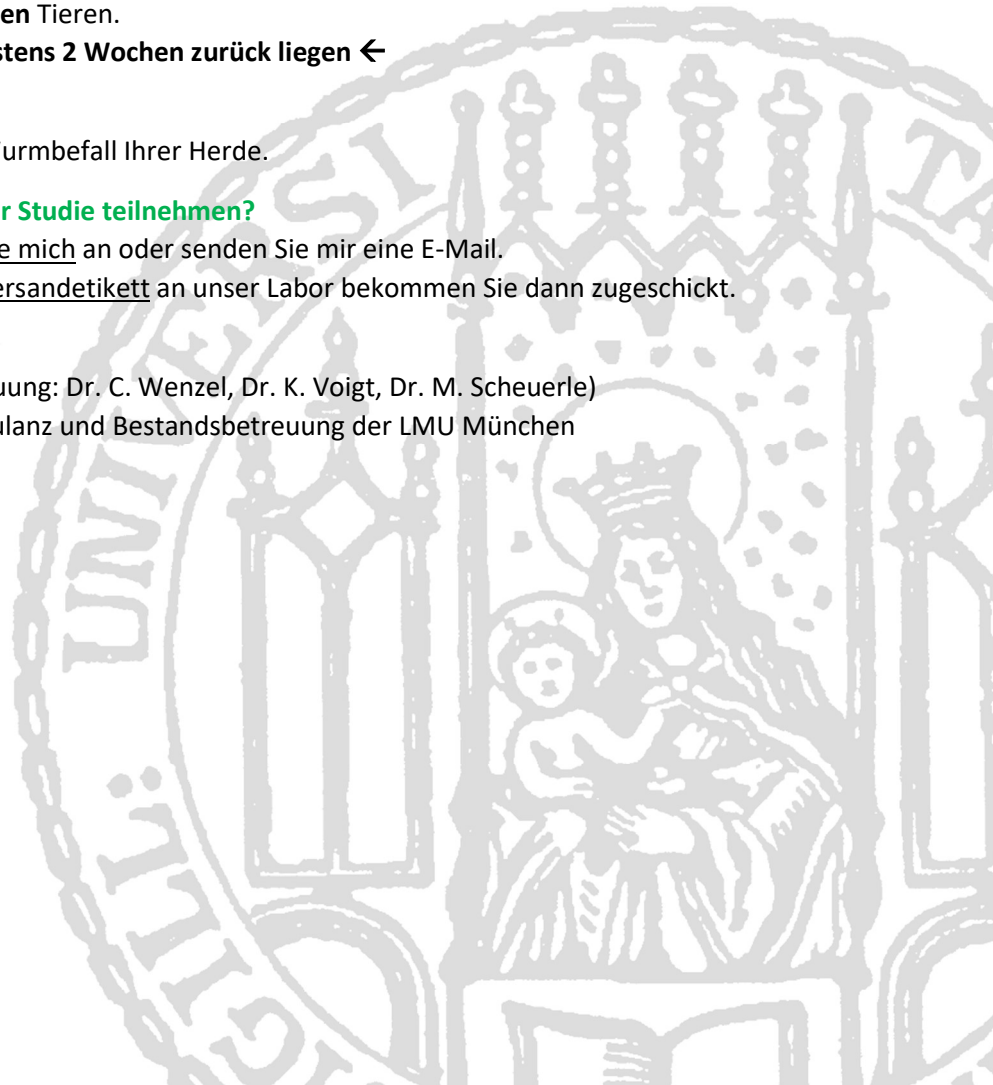 en Tieren.
stens 2 Wochen zurück liegen ←
urmbefall Ihrer Herde.
r Studie teilnehmen?
e mich an oder senden Sie mir eine E-Mail.
ersandetikett an unser Labor bekommen Sie dann zugeschickt.
uung: Dr. C. Wenzel, Dr. K. Voigt, Dr. M. Scheuerle)
ulanz und Bestandsbetreuung der LMU München
GILL: UNIVERSITA